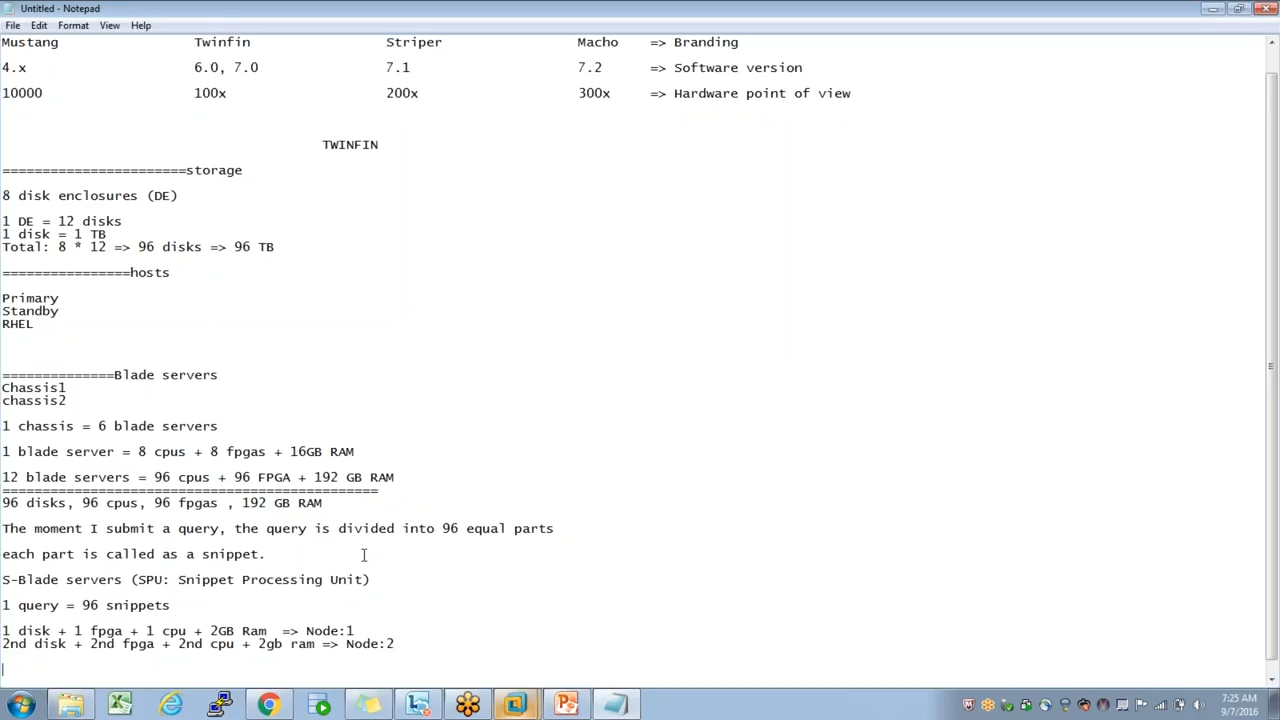 Untitled - Notepad
File Edit Format View Help
Mustang Twinfin Striper Macho => Branding
4.x 6.0, 7.0 7.1 7.2 => Software version
10000 100x 200x 300x => Hardware point of view
TWINFIN
=======================storage
8 disk enclosures (DE)
1 DE = 12 disks
1 disk = 1 TB
Total: 8 * 12 => 96 disks => 96 TB
================hosts
Primary
Standby
RHEL
==============Blade servers
Chassis1
chassis2
1 chassis = 6 blade servers
1 blade server = 8 cpus + 8 fpgas + 16GB RAM
12 blade servers = 96 cpus + 96 FPGA + 192 GB RAM
===============================================
96 disks, 96 cpus, 96 fpgas , 192 GB RAM
The moment I submit a query, the query is divided into 96 equal parts
each part is called as a snippet.
S-Blade servers (SPU: Snippet Processing Unit)
1 query = 96 snippets
1 disk + 1 fpga + 1 cpu + 2GB Ram => Node:1
2nd disk + 2nd fpga + 2nd cpu + 2gb ram => Node:2
7:25 AM
9/7/2016